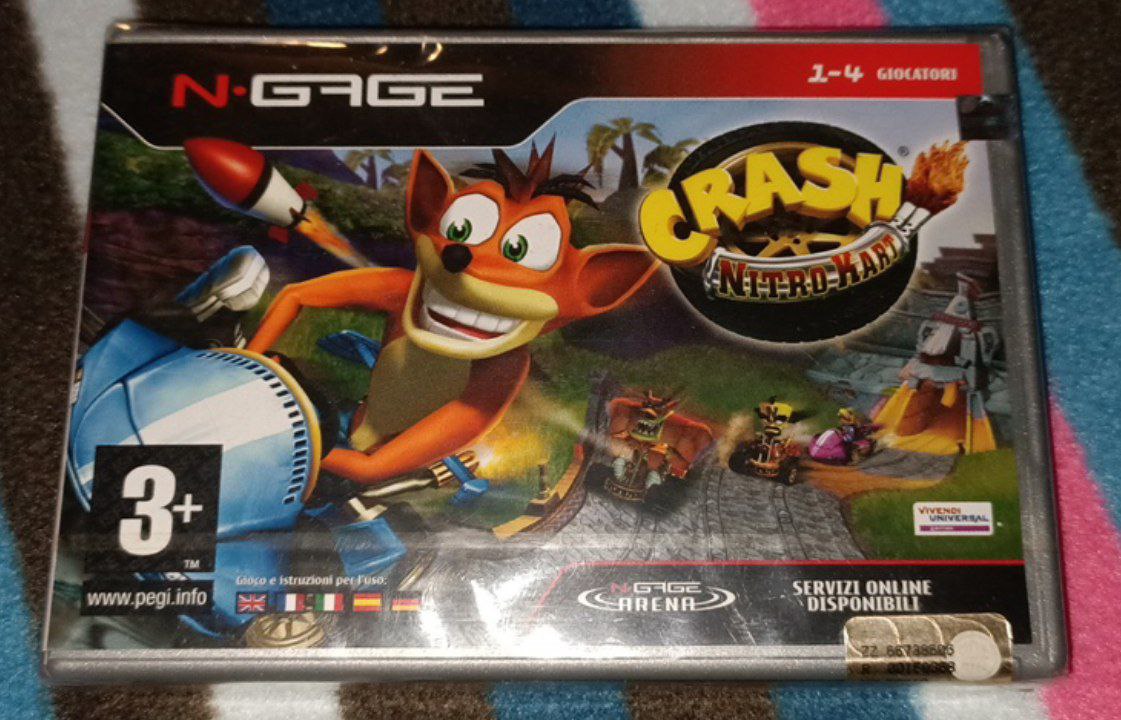 N·GAGE
1-4 GIOCATORI
CRASH®
NITRO KART
3+
TM
www.pegi.info
Gioco e istruzioni per l'uso:
VIVENDI
UNIVERSAL
N·GAGE
ARENA
SERVIZI ONLINE
DISPONIBILI